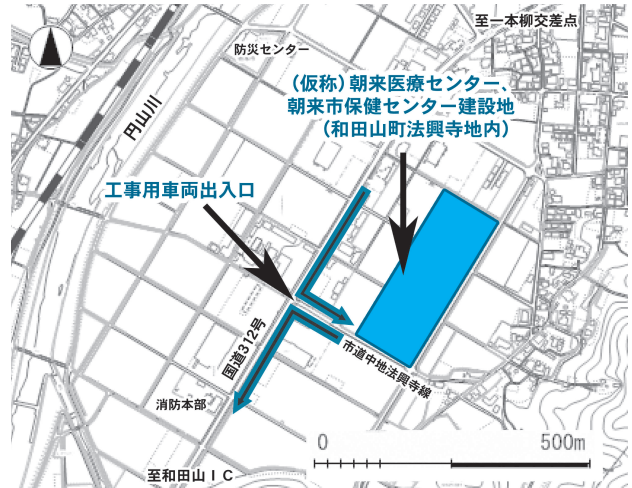 至一本柳交差点
防災センター
(仮称)朝来医療センター、
朝来市保健センター建設地
(和田山町法興寺地内)
円山川
工事用車両出入口
国道312号
市道中地法興寺線
消防本部
0 500m
至和田山IC